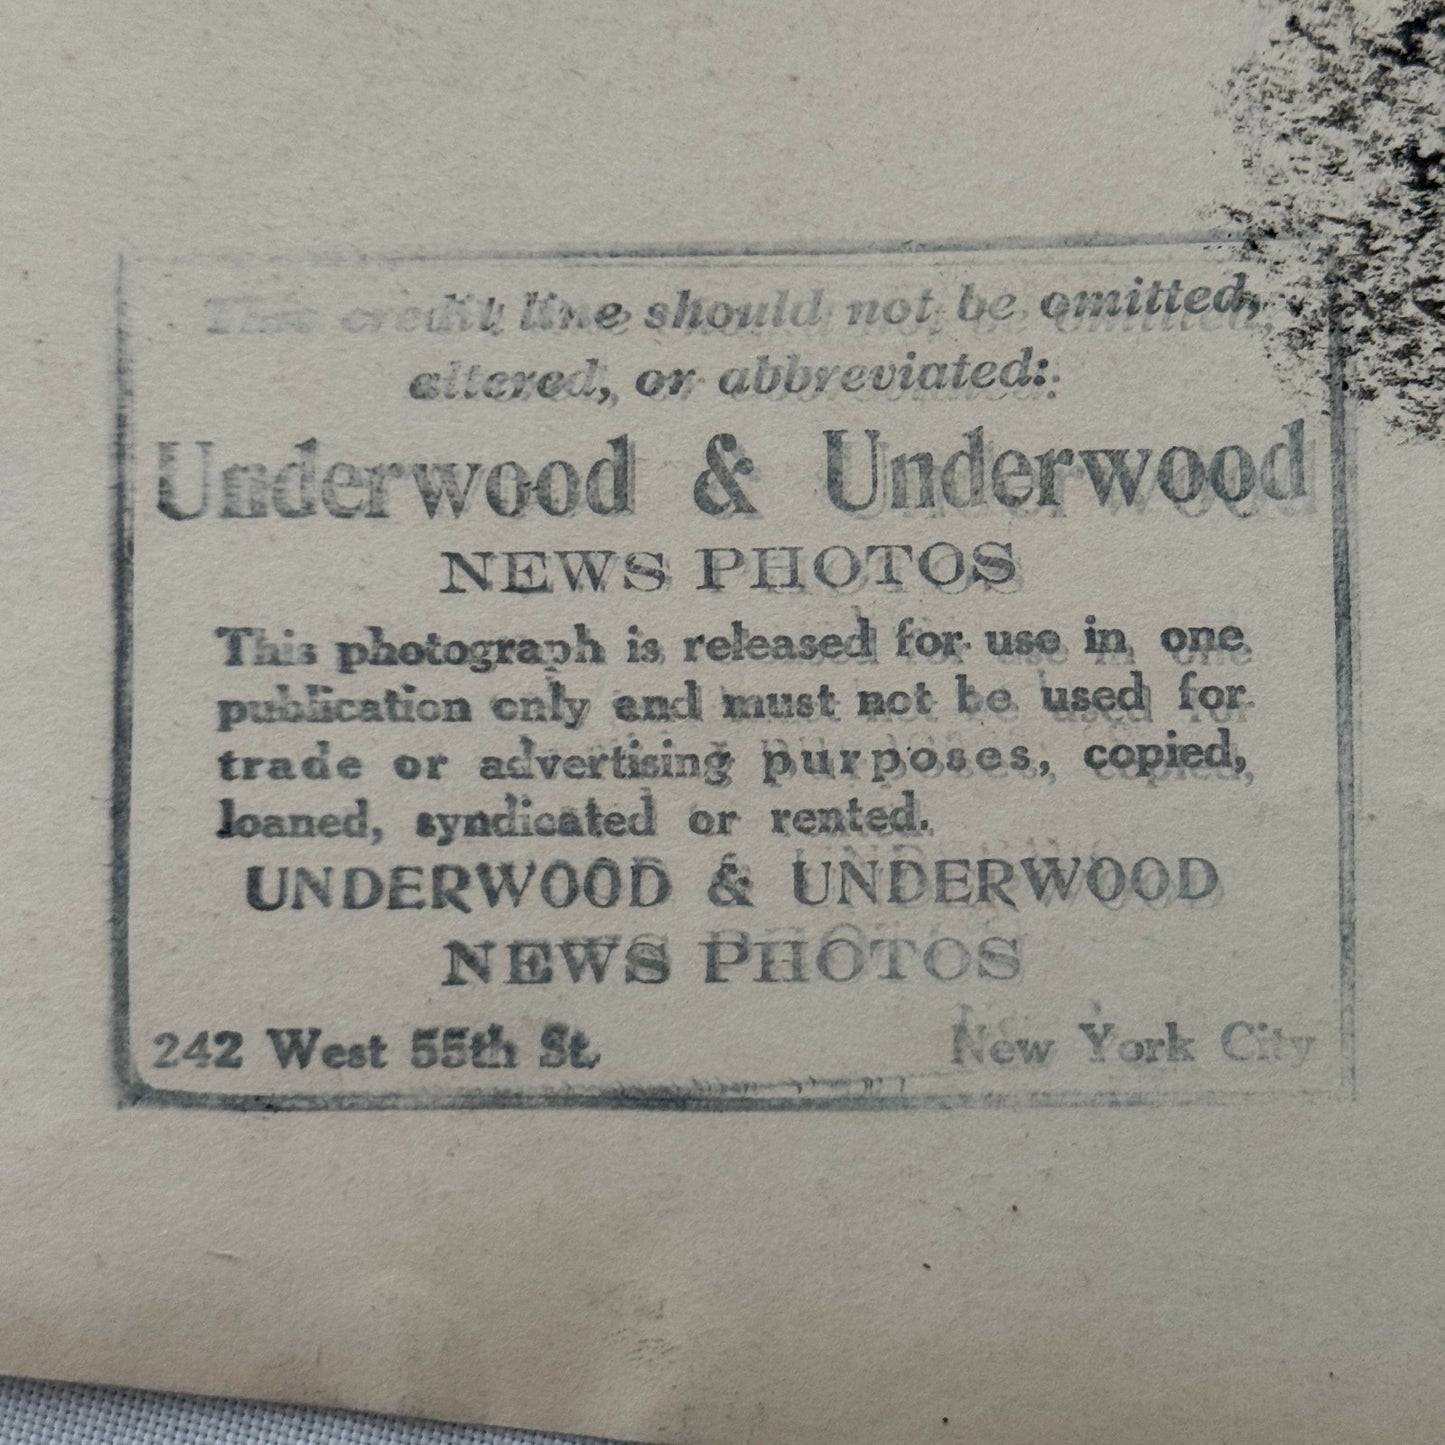 This credit line should not be omitted,
altered, or abbreviated:
Underwood & Underwood
NEWS PHOTOS
This photograph is released for use in one
publication only and must not be used for
trade or advertising purposes, copied,
loaned, syndicated or rented.
UNDERWOOD & UNDERWOOD
NEWS PHOTOS
242 West 55th St. New York City